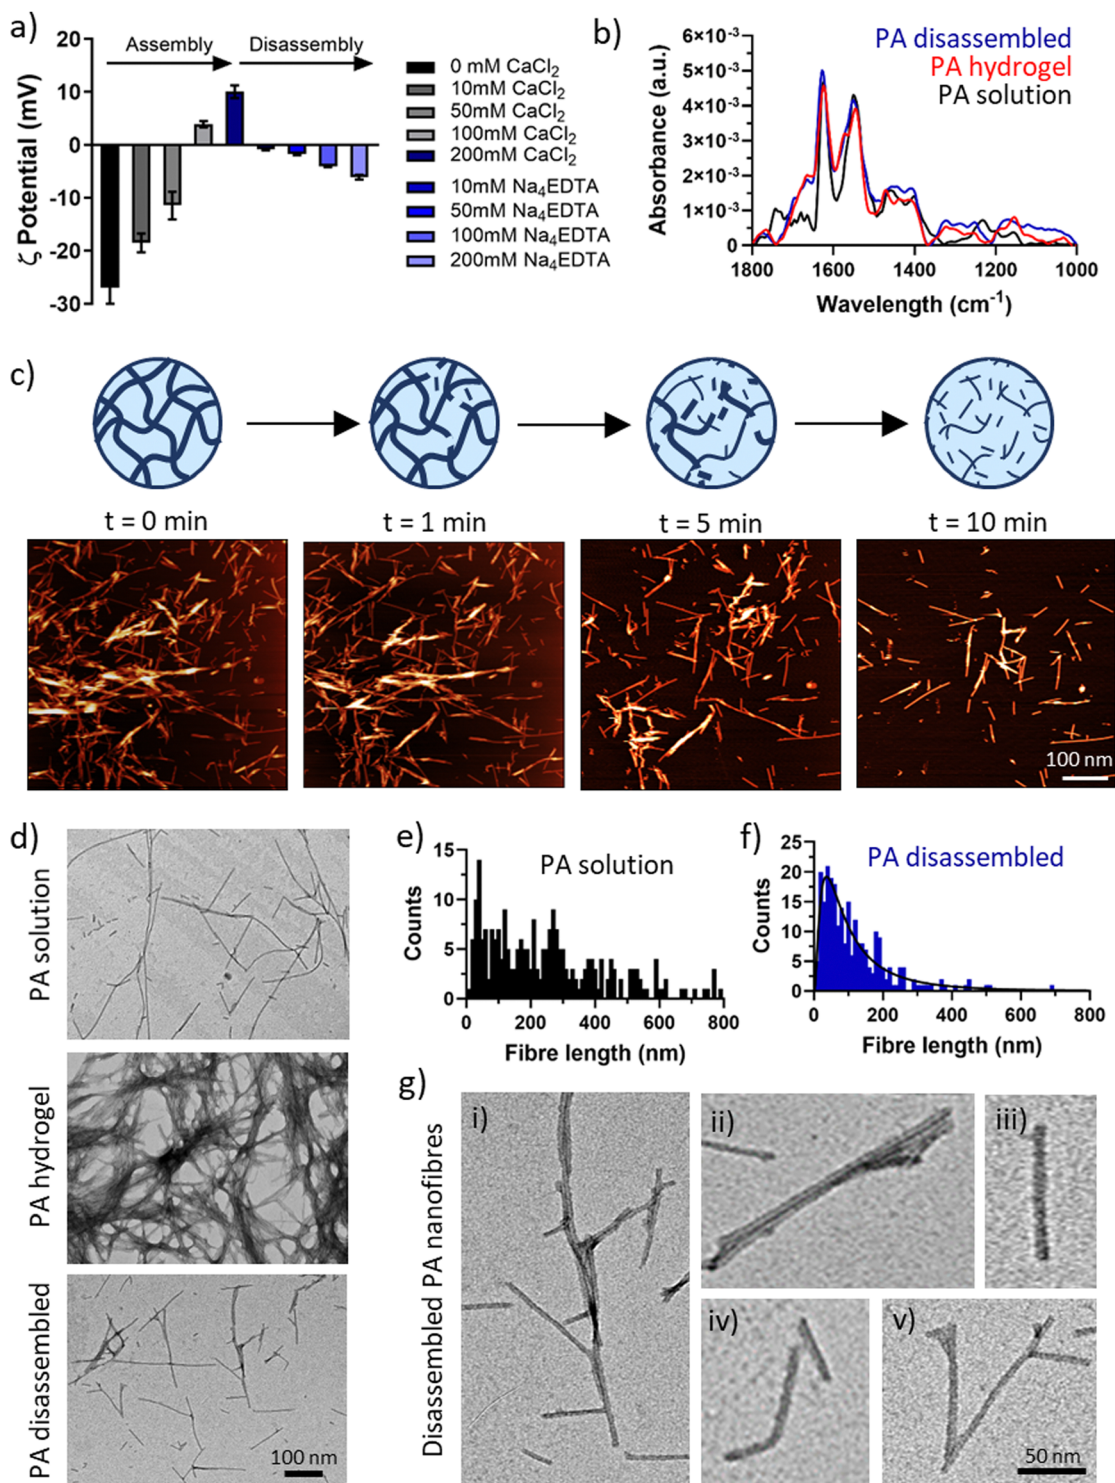 a)
20
10
0
-10
-20
-30
ζ Potential (mV)
Assembly
Disassembly
0 mM CaCl₂
10mM CaCl₂
50mM CaCl₂
100mM CaCl₂
200mM CaCl₂
10mM Na₄EDTA
50mM Na₄EDTA
100mM Na₄EDTA
200mM Na₄EDTA
b)
PA disassembled
PA hydrogel
PA solution
6×10⁻³
5×10⁻³
4×10⁻³
3×10⁻³
2×10⁻³
1×10⁻³
0
Absorbance (a.u.)
1800 1600 1400 1200 1000
Wavelength (cm⁻¹)
c)
t = 0 min
t = 1 min
t = 5 min
t = 10 min
100 nm
d)
PA solution
PA hydrogel
PA disassembled
100 nm
e)
PA solution
15
10
5
0
Counts
0 200 400 600 800
Fibre length (nm)
f)
PA disassembled
25
20
15
10
5
0
Counts
0 200 400 600 800
Fibre length (nm)
g)
Disassembled PA nanofibres
i)
ii)
iii)
iv)
v)
50 nm